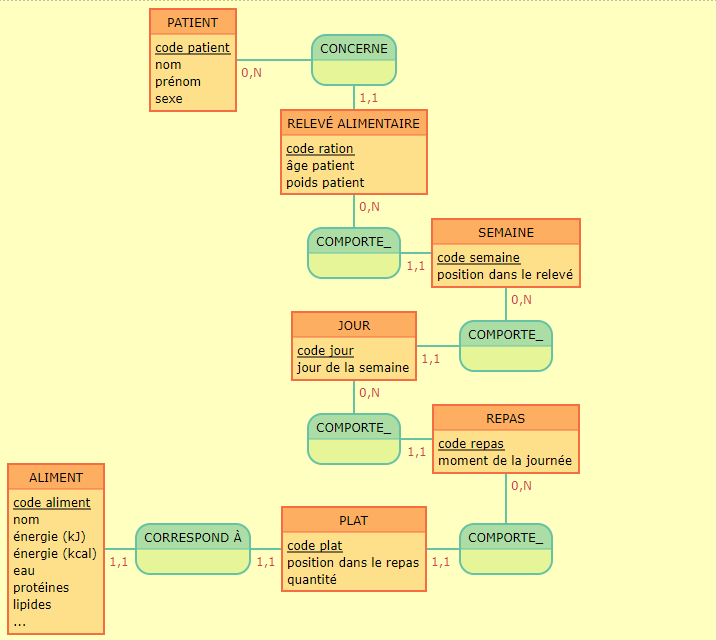 PATIENT
code patient
nom
prénom
sexe
0,N
CONCERNE
1,1
RELEVÉ ALIMENTAIRE
code ration
âge patient
poids patient
0,N
COMPORTE_
1,1
SEMAINE
code semaine
position dans le relevé
0,N
COMPORTE_
1,1
JOUR
code jour
jour de la semaine
0,N
COMPORTE_
1,1
REPAS
code repas
moment de la journée
0,N
COMPORTE_
1,1
PLAT
code plat
position dans le repas
quantité
1,1
CORRESPOND À
1,1
ALIMENT
code aliment
nom
énergie (kJ)
énergie (kcal)
eau
protéines
lipides
...